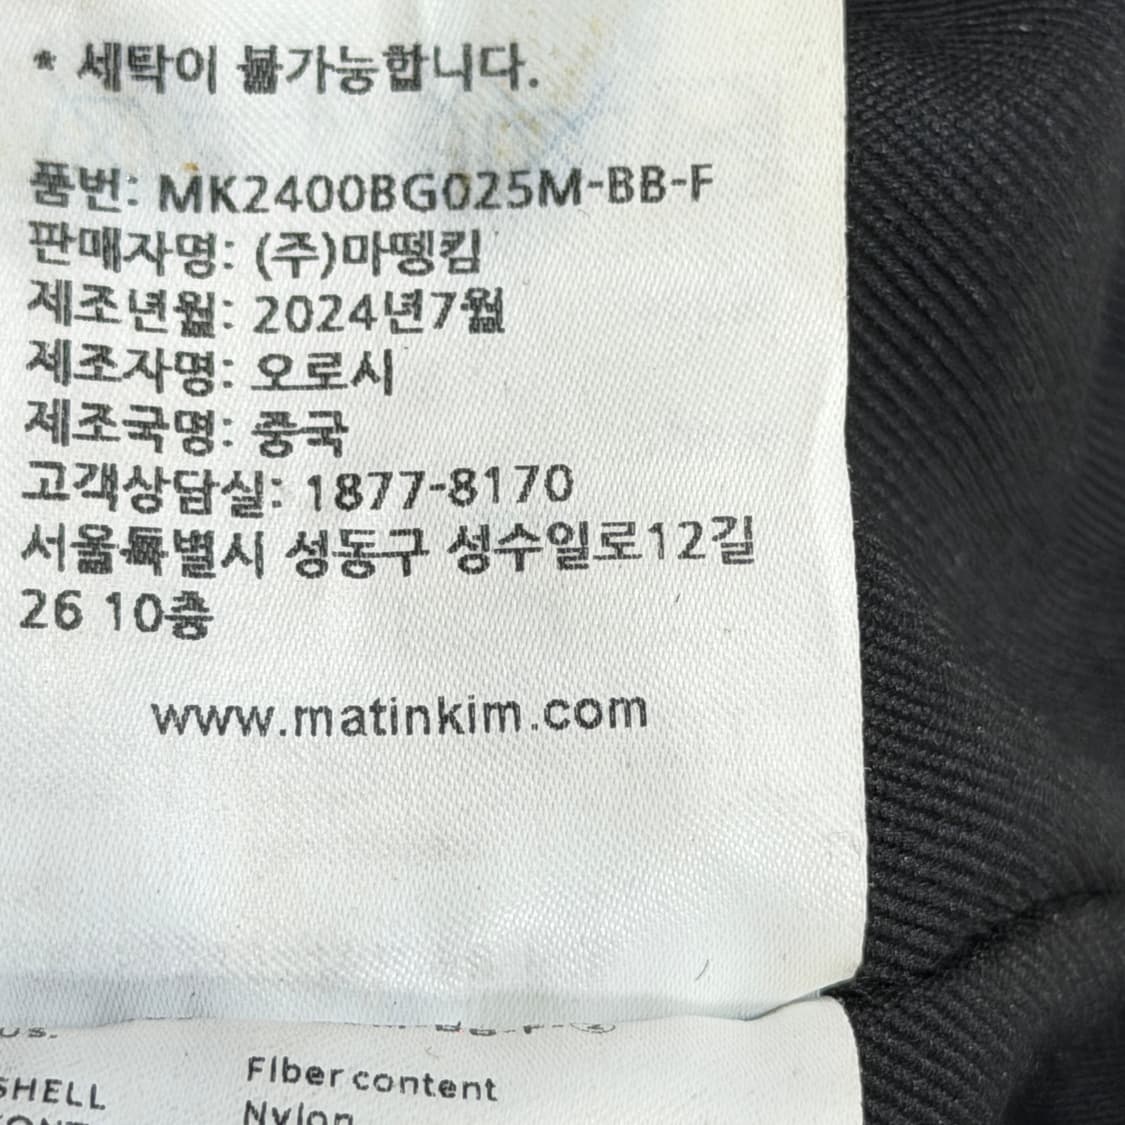 * 세탁이 불가능합니다.
품번: MK2400BG025M-BB-F
판매자명: (주)마뗑킴
제조년월: 2024년7월
제조자명: 오로시
제조국명: 중국
고객상담실: 1877-8170
서울특별시 성동구 성수일로12길
26 10층
www.matinkim.com
SHELL
Fiber content
Nylon